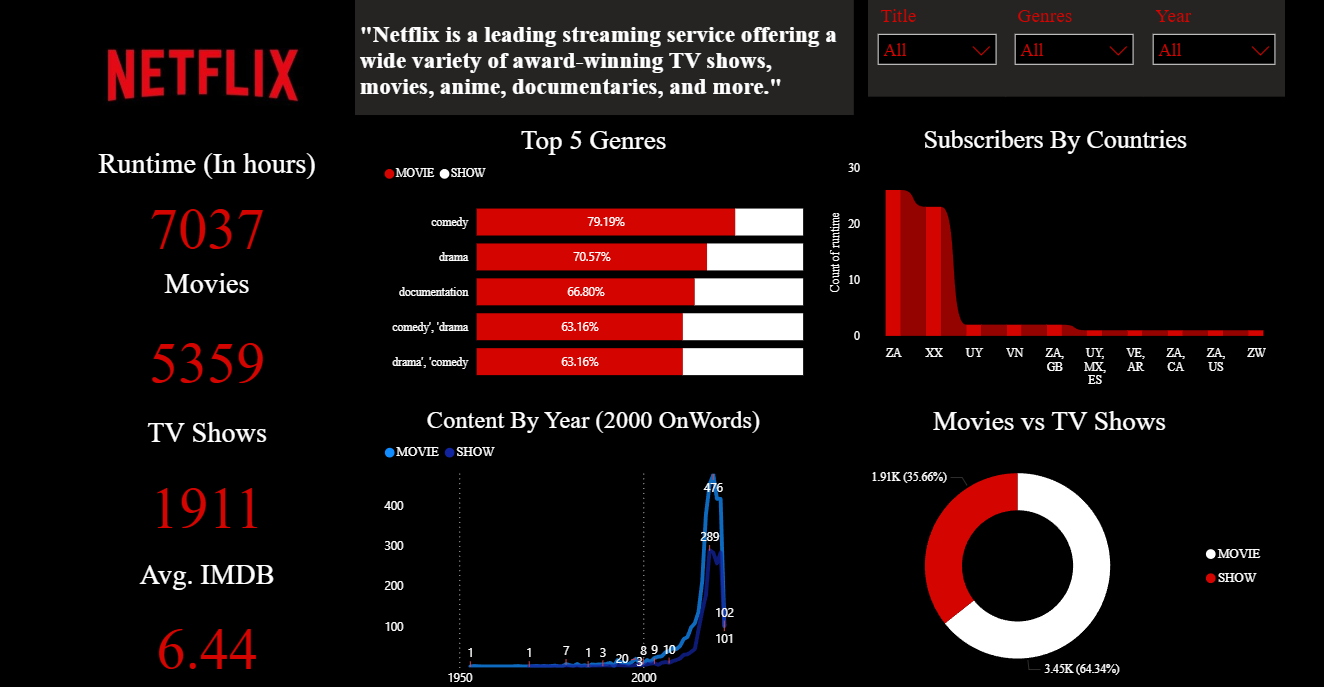 NETFLIX
"Netflix is a leading streaming service offering a
wide variety of award-winning TV shows,
movies, anime, documentaries, and more."
Title
Genres
Year
All
All
All
Runtime (In hours)
7037
Movies
5359
TV Shows
1911
Avg. IMDB
6.44
Top 5 Genres
MOVIE SHOW
comedy 79.19%
drama 70.57%
documentation 66.80%
comedy', 'drama 63.16%
drama', 'comedy 63.16%
Subscribers By Countries
Count of runtime
30
20
10
0
ZA
XX
UY
VN
ZA,
GB
UY,
MX,
ES
VE,
AR
ZA,
CA
ZA,
US
ZW
Content By Year (2000 OnWords)
MOVIE SHOW
400
300
200
100
476
289
102
101
1
1
7
1
3
20
3
8
9
10
1950
2000
Movies vs TV Shows
1.91K (35.66%)
3.45K (64.34%)
MOVIE
SHOW